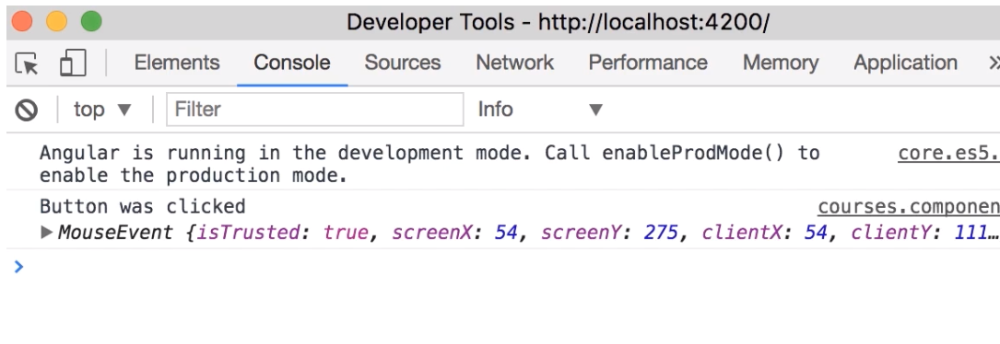 Developer Tools - http://localhost:4200/
Elements Console Sources Network Performance Memory Application »
top ▼ Filter Info ▼
Angular is running in the development mode. Call enableProdMode() to core.es5.
enable the production mode.
Button was clicked courses.componen
▶ MouseEvent {isTrusted: true, screenX: 54, screenY: 275, clientX: 54, clientY: 111…
>